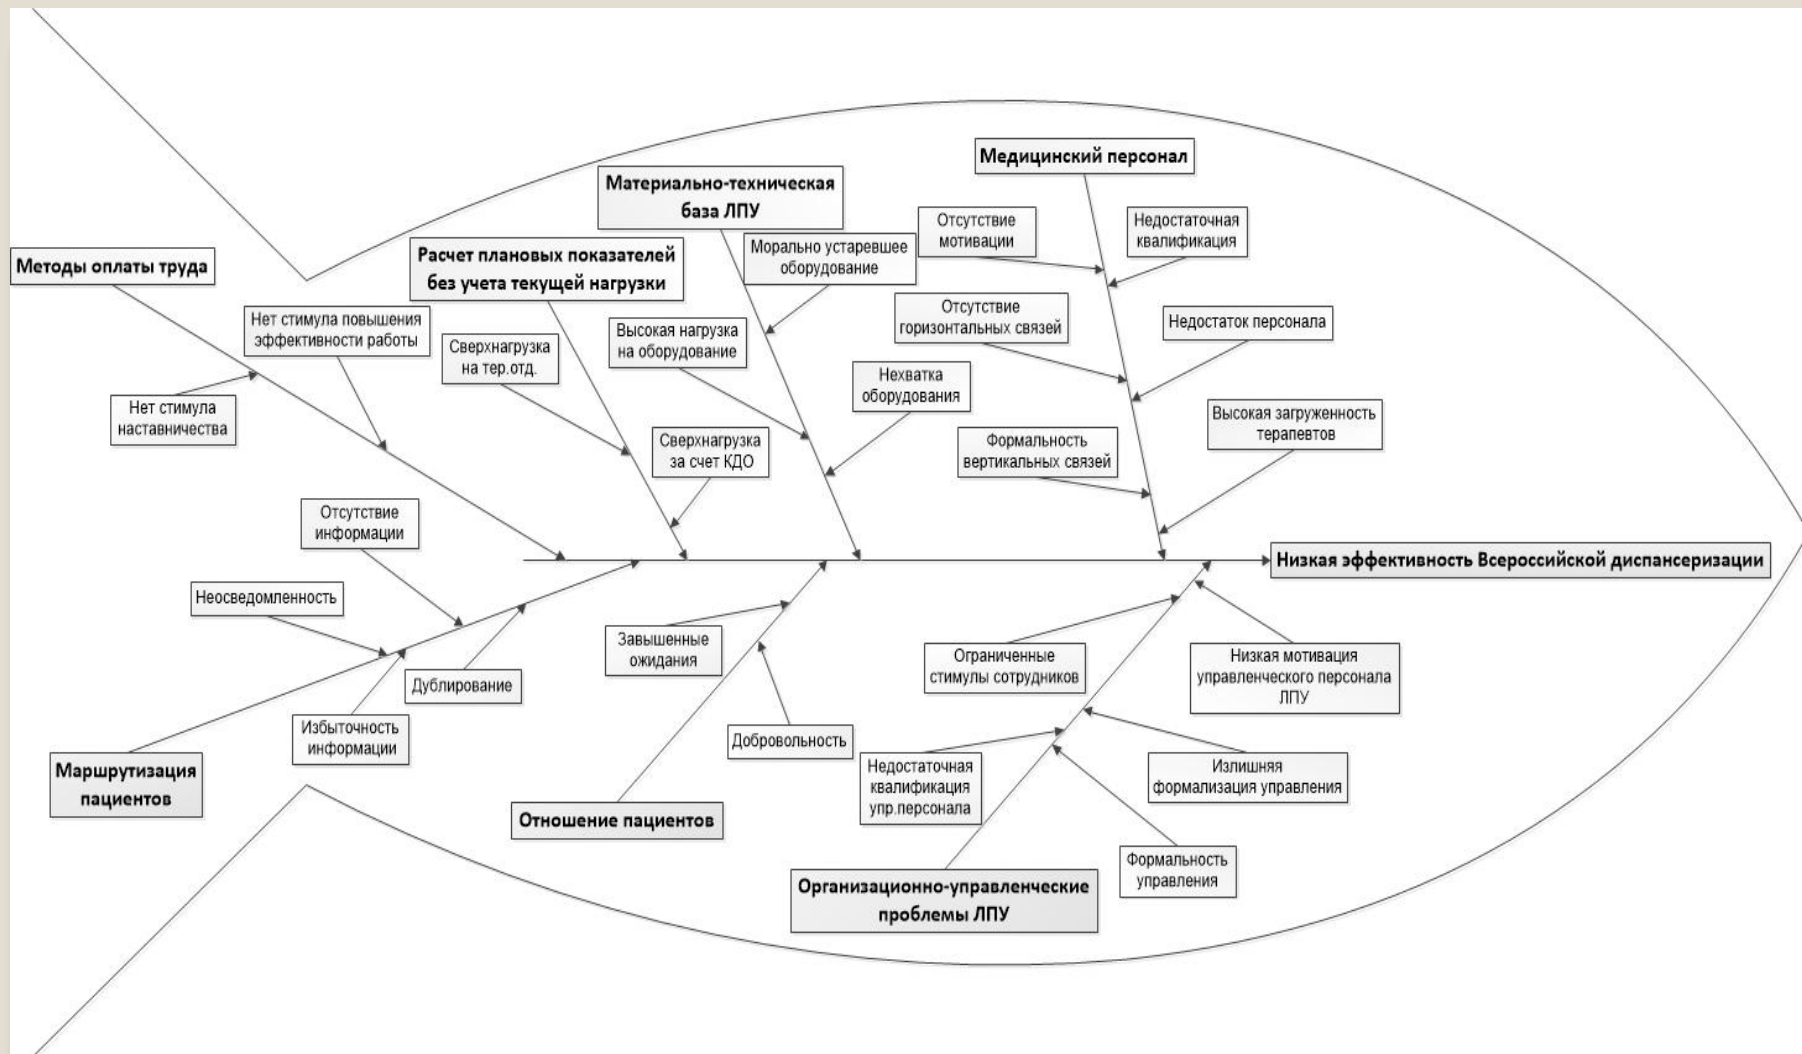 Медицинский персонал
Материально-техническая
база ЛПУ
Отсутствие
мотивации
Недостаточная
квалификация
Морально устаревшее
оборудование
Расчет плановых показателей
без учета текущей нагрузки
Методы оплаты труда
Нет стимула повышения
эффективности работы
Сверхнагрузка
на тер.отд.
Высокая нагрузка
на оборудование
Отсутствие
горизонтальных связей
Недостаток персонала
Нехватка
оборудования
Нет стимула
наставничества
Сверхнагрузка
за счет КДО
Формальность
вертикальных связей
Высокая загруженность
терапевтов
Отсутствие
информации
Низкая эффективность Всероссийской диспансеризации
Неосведомленность
Завышенные
ожидания
Ограниченные
стимулы сотрудников
Низкая мотивация
управленческого персонала
ЛПУ
Дублирование
Избыточность
информации
Добровольность
Маршрутизация
пациентов
Недостаточная
квалификация
упр.персонала
Излишняя
формализация управления
Отношение пациентов
Формальность
управления
Организационно-управленческие
проблемы ЛПУ